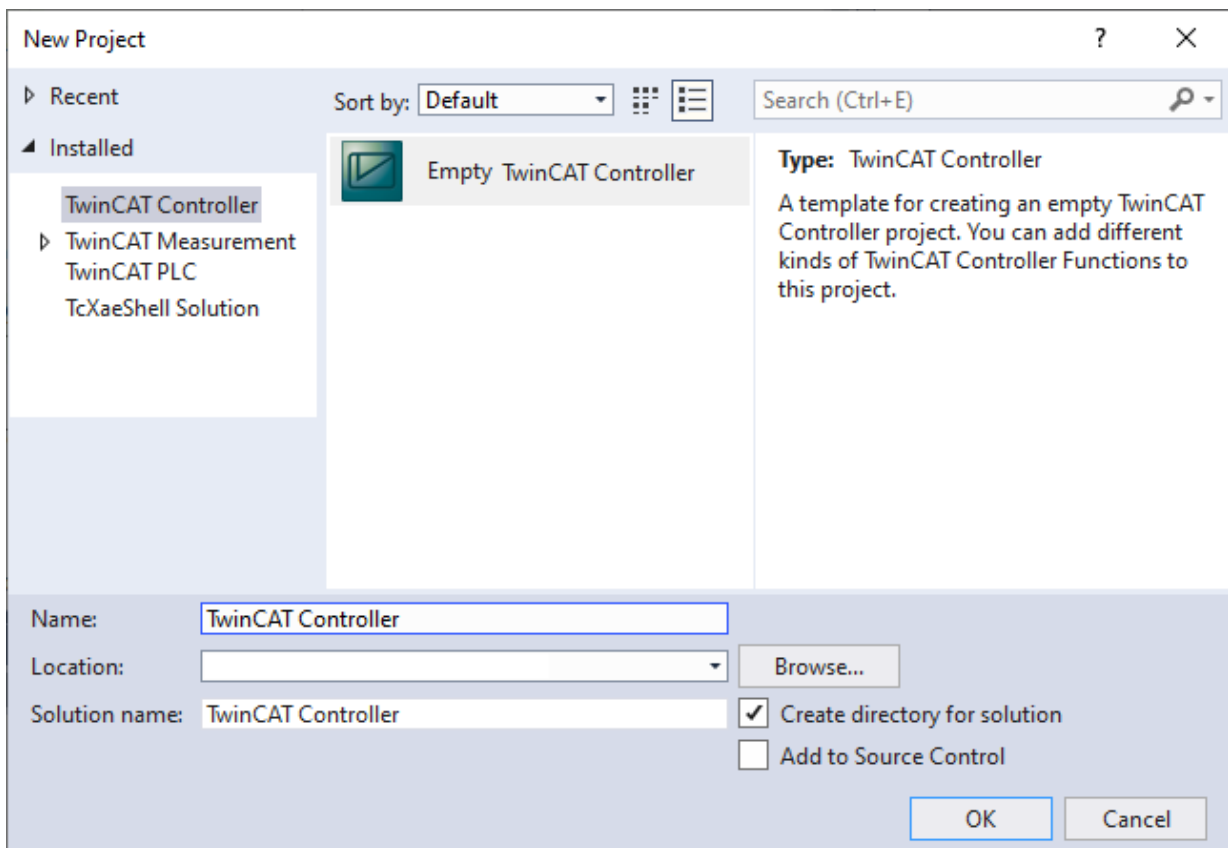 New Project
?
Recent
Sort by: Default
Search (Ctrl+E)
Installed
TwinCAT Controller
TwinCAT Measurement
TwinCAT PLC
TcXaeShell Solution
Empty TwinCAT Controller
Type: TwinCAT Controller
A template for creating an empty TwinCAT
Controller project. You can add different
kinds of TwinCAT Controller Functions to
this project.
Name: TwinCAT Controller
Location:
Browse...
Solution name: TwinCAT Controller
Create directory for solution
Add to Source Control
OK
Cancel